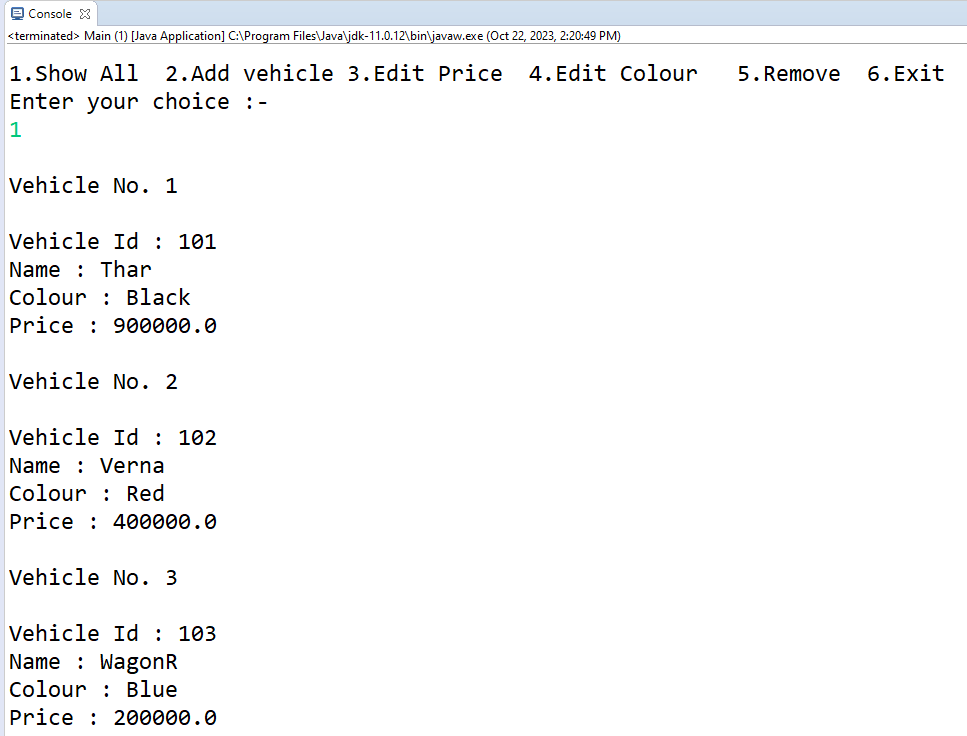 Console
<terminated> Main (1) [Java Application] C:\Program Files\Java\jdk-11.0.12\bin\javaw.exe (Oct 22, 2023, 2:20:49 PM)
1.Show All  2.Add vehicle 3.Edit Price  4.Edit Colour   5.Remove  6.Exit
Enter your choice :-
1
Vehicle No. 1
Vehicle Id : 101
Name : Thar
Colour : Black
Price : 900000.0
Vehicle No. 2
Vehicle Id : 102
Name : Verna
Colour : Red
Price : 400000.0
Vehicle No. 3
Vehicle Id : 103
Name : WagonR
Colour : Blue
Price : 200000.0